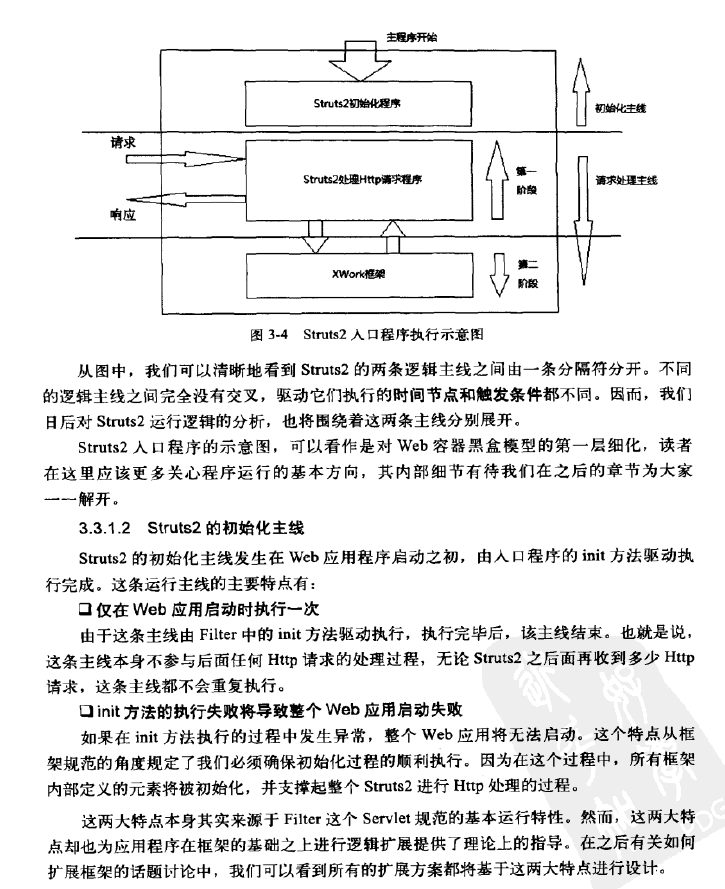 主程序开始
Struts2初始化程序
初始化主线
请求
Struts2处理Http请求程序
第一
阶段
请求处理主线
响应
XWork框架
第二
阶段
图 3-4 Struts2 入口程序执行示意图
从图中，我们可以清晰地看到 Struts2 的两条逻辑主线之间由一条分隔符分开。不同
的逻辑主线之间完全没有交叉，驱动它们执行的时间节点和触发条件都不同。因而，我们
日后对 Struts2 运行逻辑的分析，也将围绕着这两条主线分别展开。
Struts2 入口程序的示意图，可以看作是对 Web 容器黑盒模型的第一层细化，读者
在这里应该更多关心程序运行的基本方向，其内部细节有待我们在之后的章节为大家
一一解开。
3.3.1.2 Struts2 的初始化主线
Struts2 的初始化主线发生在 Web 应用程序启动之初，由入口程序的 init 方法驱动执
行完成。这条运行主线的主要特点有：
❑ 仅在 Web 应用启动时执行一次
由于这条主线由 Filter 中的 init 方法驱动执行，执行完毕后，该主线结束。也就是说，
这条主线本身不参与后面任何 Http 请求的处理过程，无论 Struts2 之后面再收到多少 Http
请求，这条主线都不会重复执行。
❑ init 方法的执行失败将导致整个 Web 应用启动失败
如果在 init 方法执行的过程中发生异常，整个 Web 应用将无法启动。这个特点从框
架规范的角度规定了我们必须确保初始化过程的顺利执行。因为在这个过程中，所有框架
内部定义的元素将被初始化，并支撑起整个 Struts2 进行 Http 处理的过程。
这两大特点本身其实来源于 Filter 这个 Servlet 规范的基本运行特性。然而，这两大特
点却也为应用程序在框架的基础之上进行逻辑扩展提供了理论上的指导。在之后有关如何
扩展框架的话题讨论中，我们可以看到所有的扩展方案都将基于这两大特点进行设计。